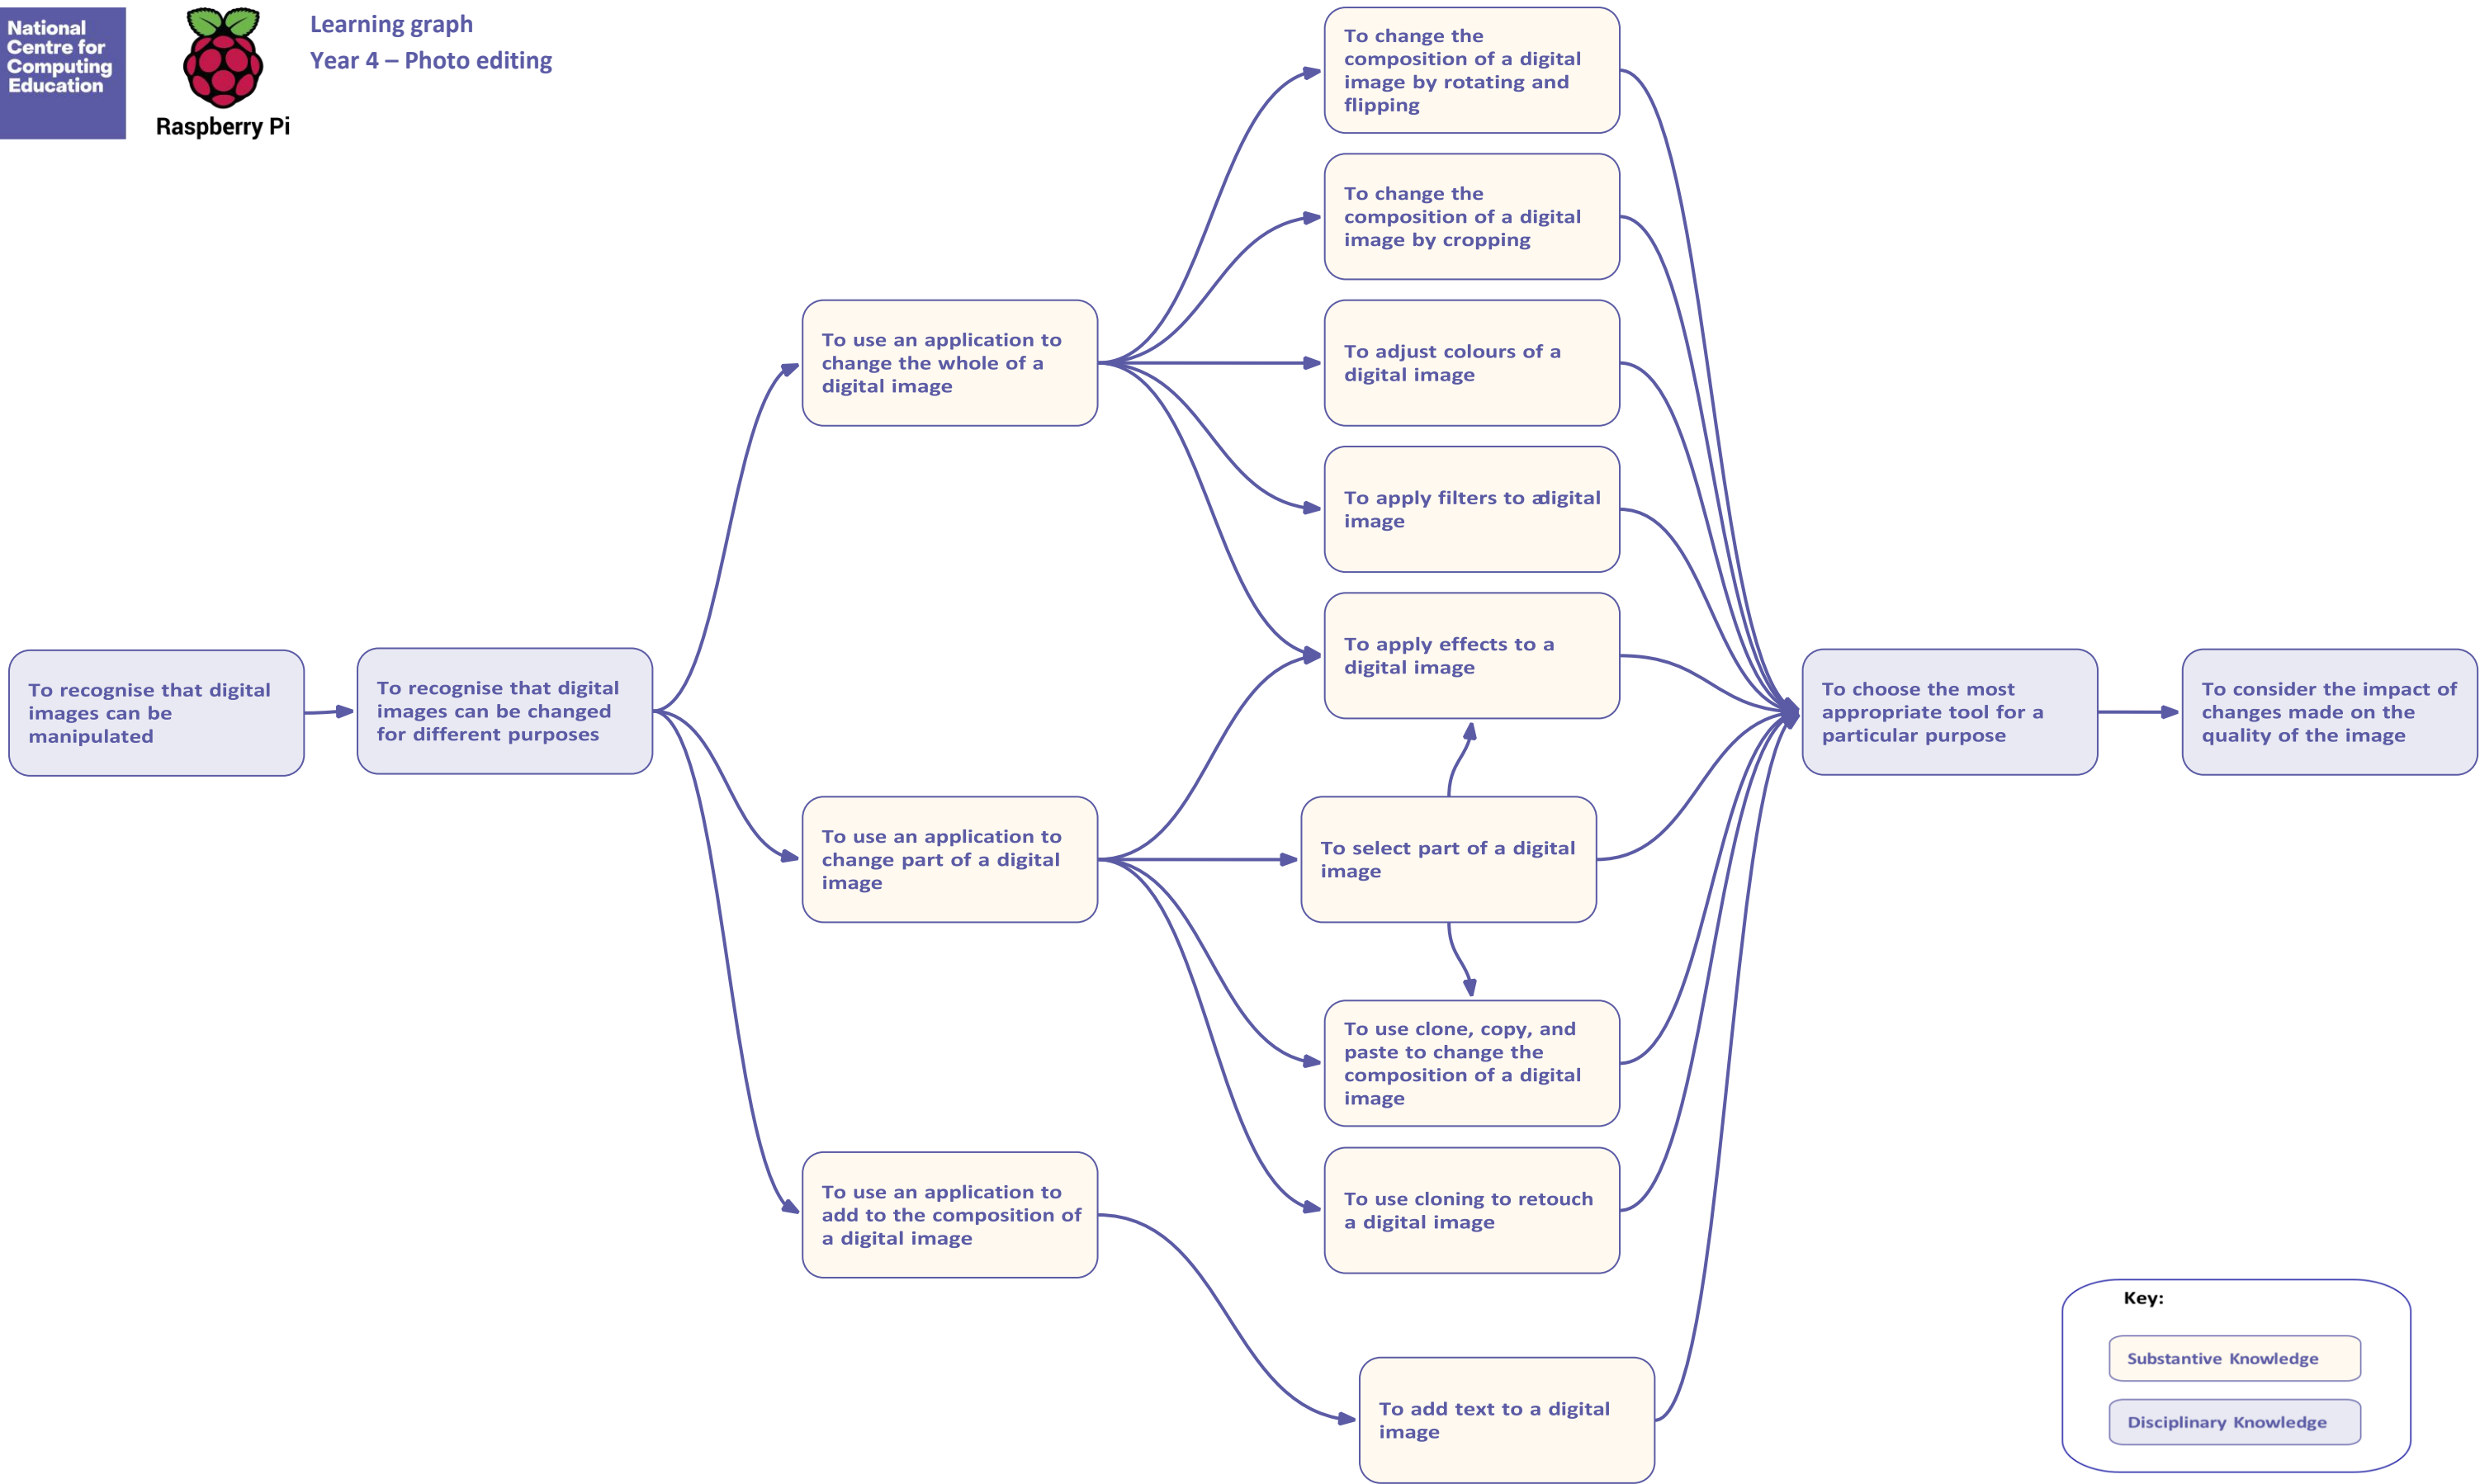 National
Centre for
Computing
Education
Raspberry Pi
Learning graph
Year 4 – Photo editing
To recognise that digital
images can be
manipulated
To recognise that digital
images can be changed
for different purposes
To use an application to
change the whole of a
digital image
To use an application to
change part of a digital
image
To use an application to
add to the composition of
a digital image
To change the
composition of a digital
image by rotating and
flipping
To change the
composition of a digital
image by cropping
To adjust colours of a
digital image
To apply filters to a digital
image
To apply effects to a
digital image
To select part of a digital
image
To use clone, copy, and
paste to change the
composition of a digital
image
To use cloning to retouch
a digital image
To add text to a digital
image
To choose the most
appropriate tool for a
particular purpose
To consider the impact of
changes made on the
quality of the image
Key:
Substantive Knowledge
Disciplinary Knowledge